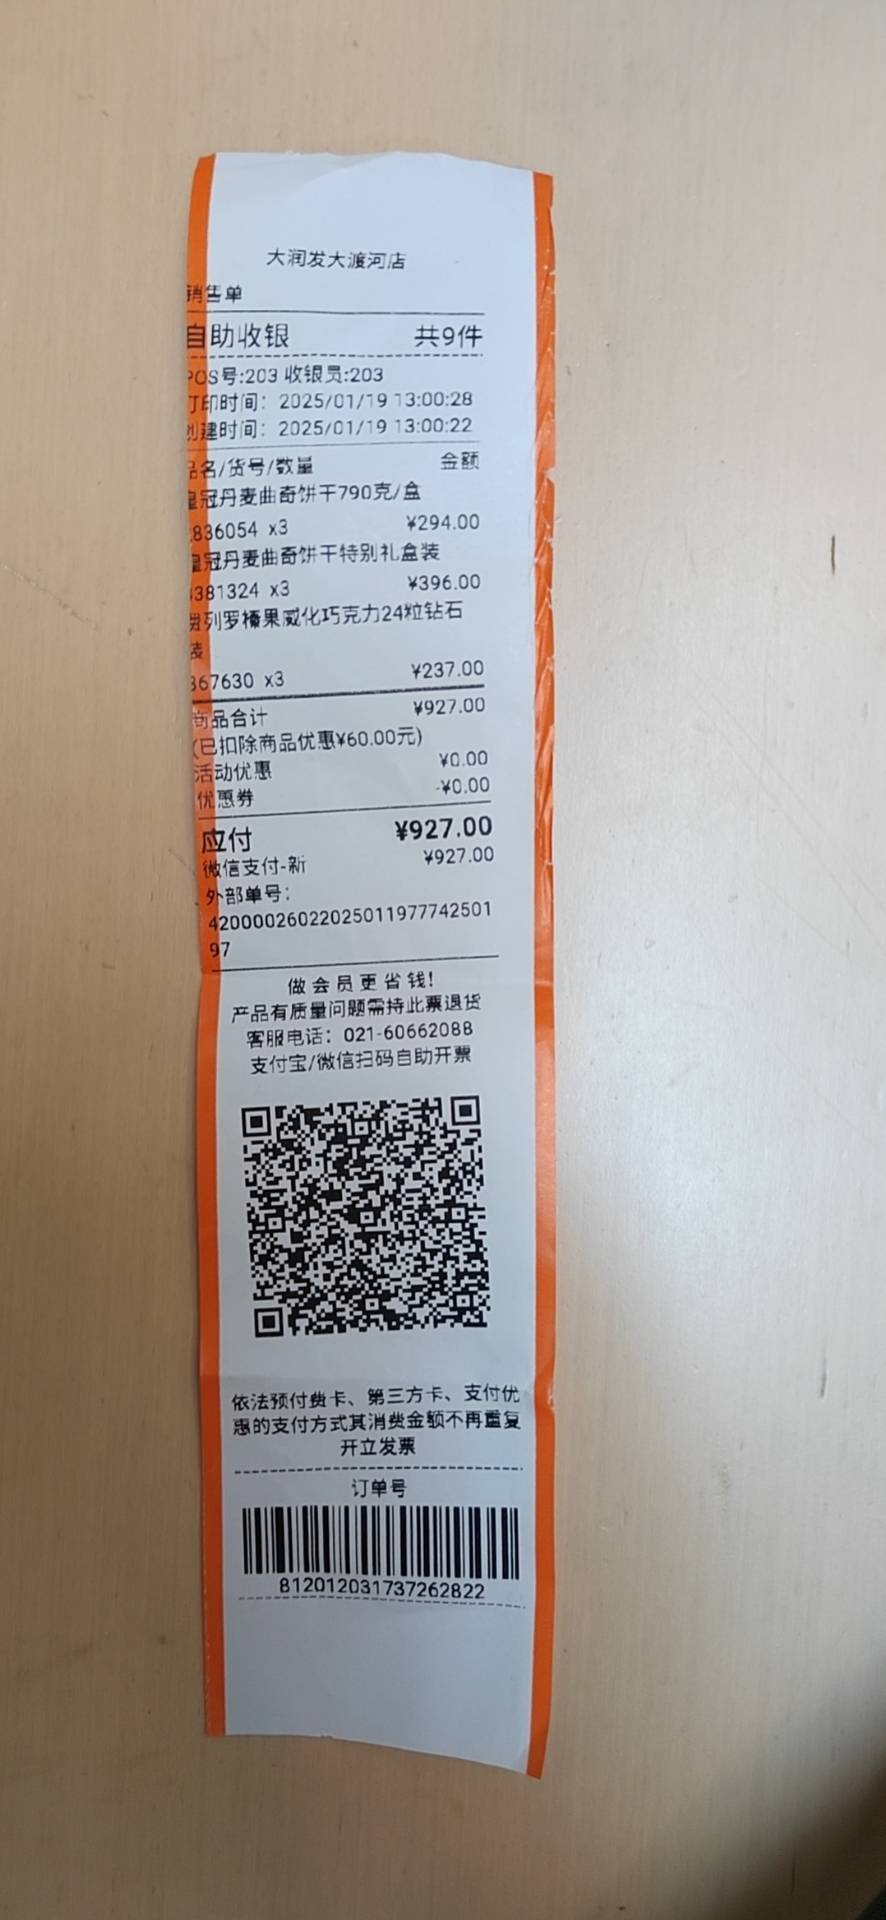 大润发大渡河店
销售单
自助收银 共9件
POS号:203 收银员:203
打印时间: 2025/01/19 13:00:28
创建时间: 2025/01/19 13:00:22
品名/货号/数量 金额
皇冠丹麦曲奇饼干790克/盒
836054 x3 ¥294.00
皇冠丹麦曲奇饼干特别礼盒装
381324 x3 ¥396.00
费列罗榛果威化巧克力24粒钻石
装
367630 x3 ¥237.00
商品合计 ¥927.00
(已扣除商品优惠¥60.00元)
活动优惠 ¥0.00
优惠券 -¥0.00
应付 ¥927.00
微信支付-新 ¥927.00
外部单号:
42000026022025011977742501
97
做会员更省钱!
产品有质量问题需持此票退货
客服电话: 021-60662088
支付宝/微信扫码自助开票
依法预付费卡、第三方卡、支付优
惠的支付方式其消费金额不再重复
开立发票
订单号
812012031737262822